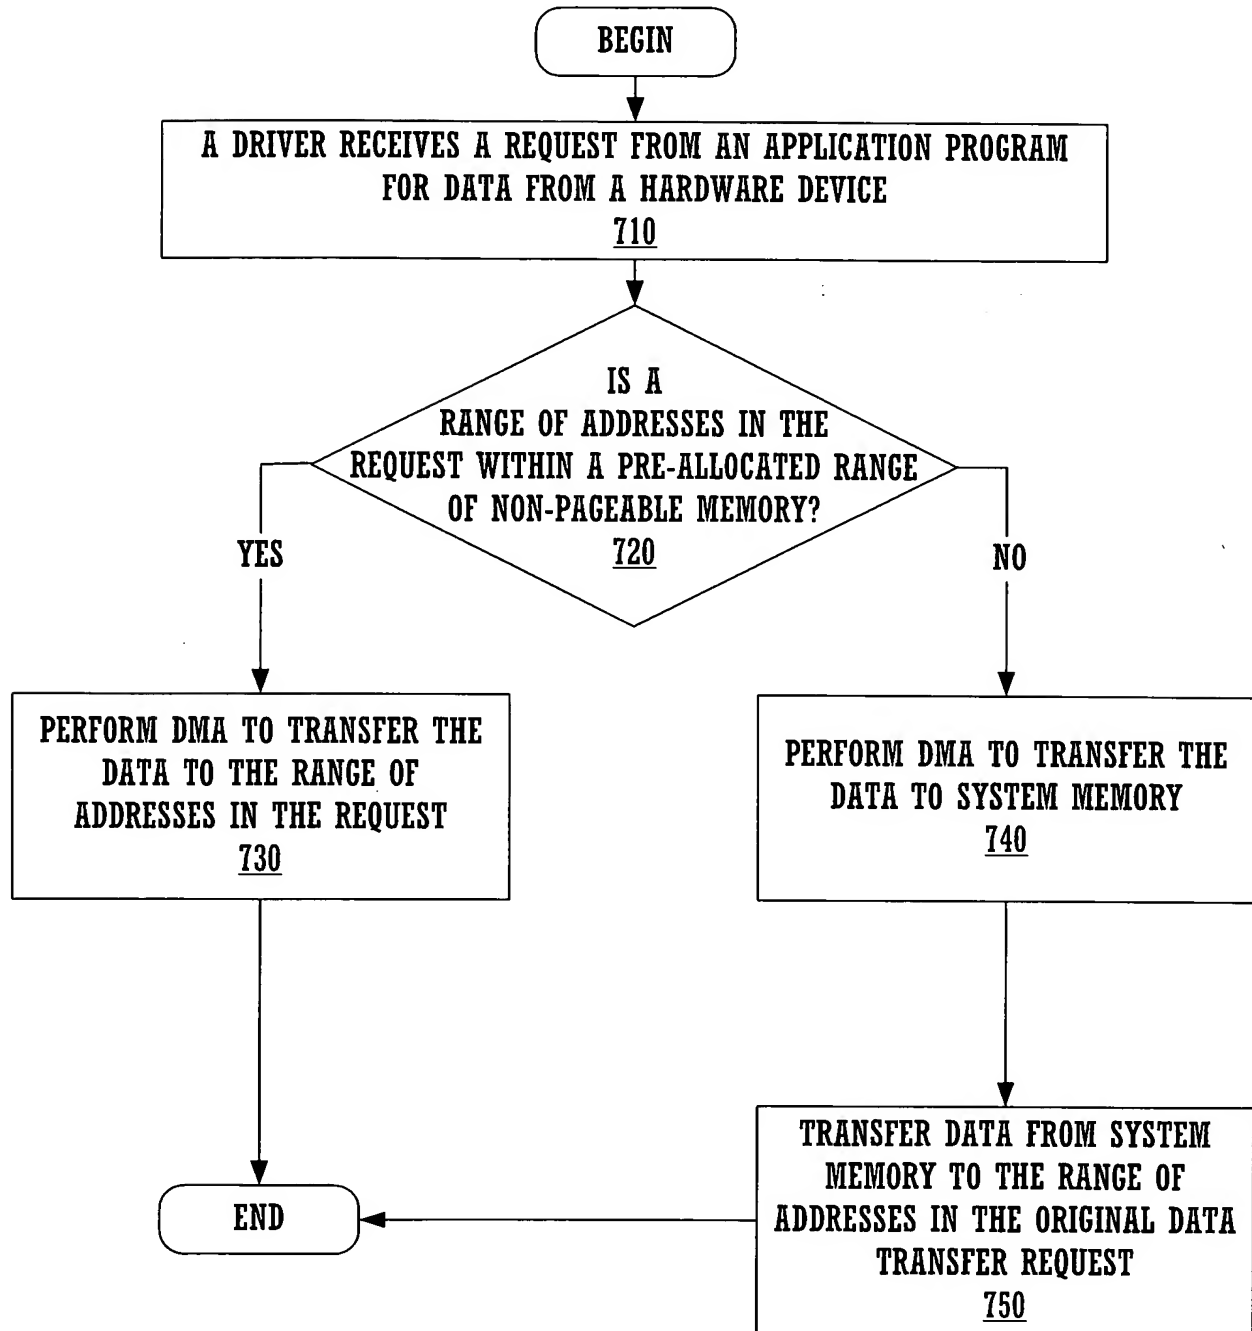 BEGIN
A DRIVER RECEIVES A REQUEST FROM AN APPLICATION PROGRAM
FOR DATA FROM A HARDWARE DEVICE
710
IS A
RANGE OF ADDRESSES IN THE
REQUEST WITHIN A PRE-ALLOCATED RANGE
OF NON-PAGEABLE MEMORY?
720
YES
NO
PERFORM DMA TO TRANSFER THE
DATA TO THE RANGE OF
ADDRESSES IN THE REQUEST
730
PERFORM DMA TO TRANSFER THE
DATA TO SYSTEM MEMORY
740
TRANSFER DATA FROM SYSTEM
MEMORY TO THE RANGE OF
ADDRESSES IN THE ORIGINAL DATA
TRANSFER REQUEST
750
END